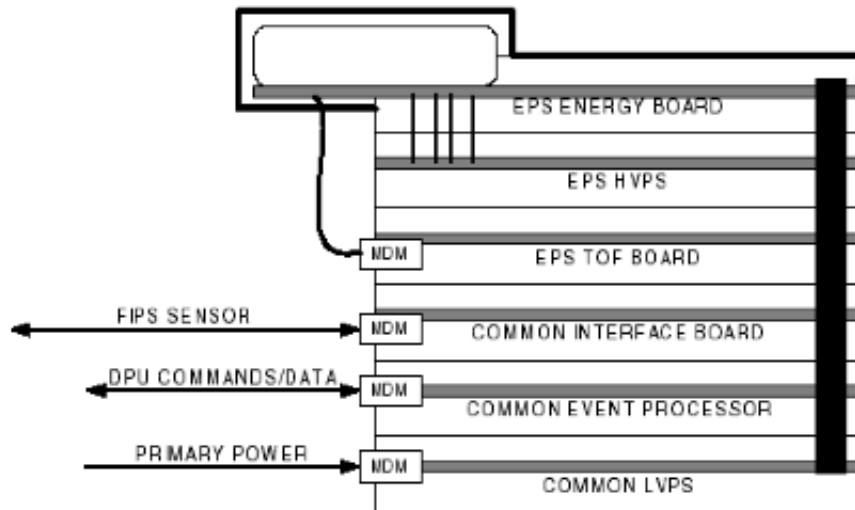 EPS ENERGY BOARD
EPS HVPS
MDM
EPS TOF BOARD
FIPS SENSOR
MDM
COMMON INTERFACE BOARD
DPU COMMANDS/DATA
MDM
COMMON EVENT PROCESSOR
PRIMARY POWER
MDM
COMMON LVPS